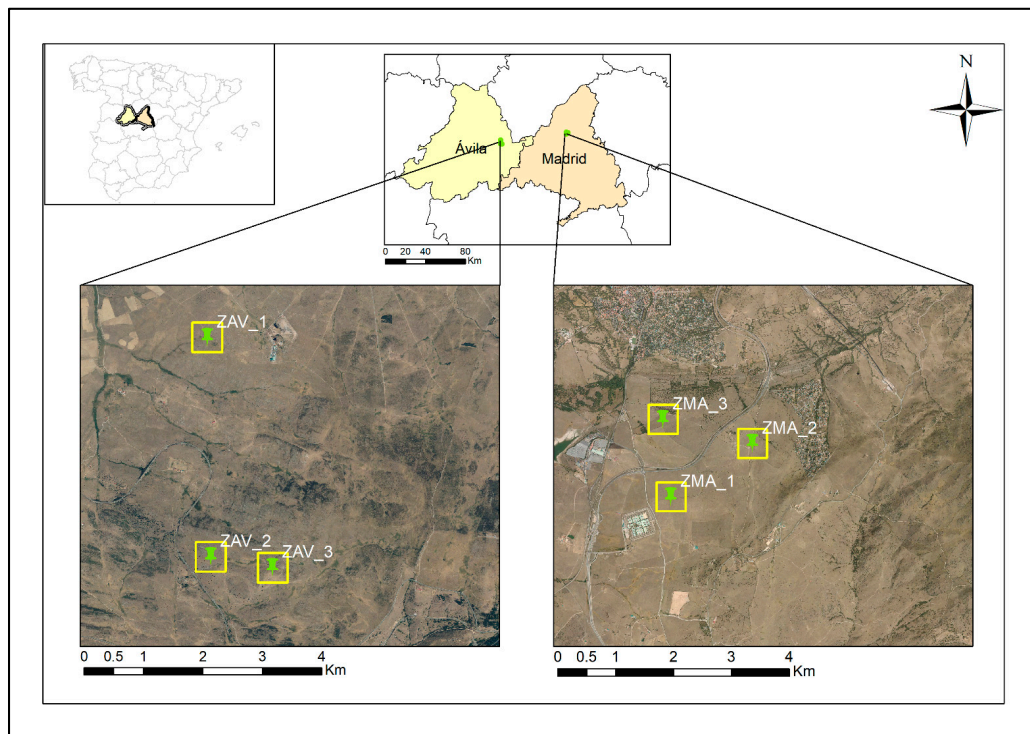 N
Ávila
Madrid
0 20 40 80
Km
ZAV_1
ZAV_2
ZAV_3
ZMA_3
ZMA_2
ZMA_1
0 0.5 1 2 3 4
Km
0 0.5 1 2 3 4
Km